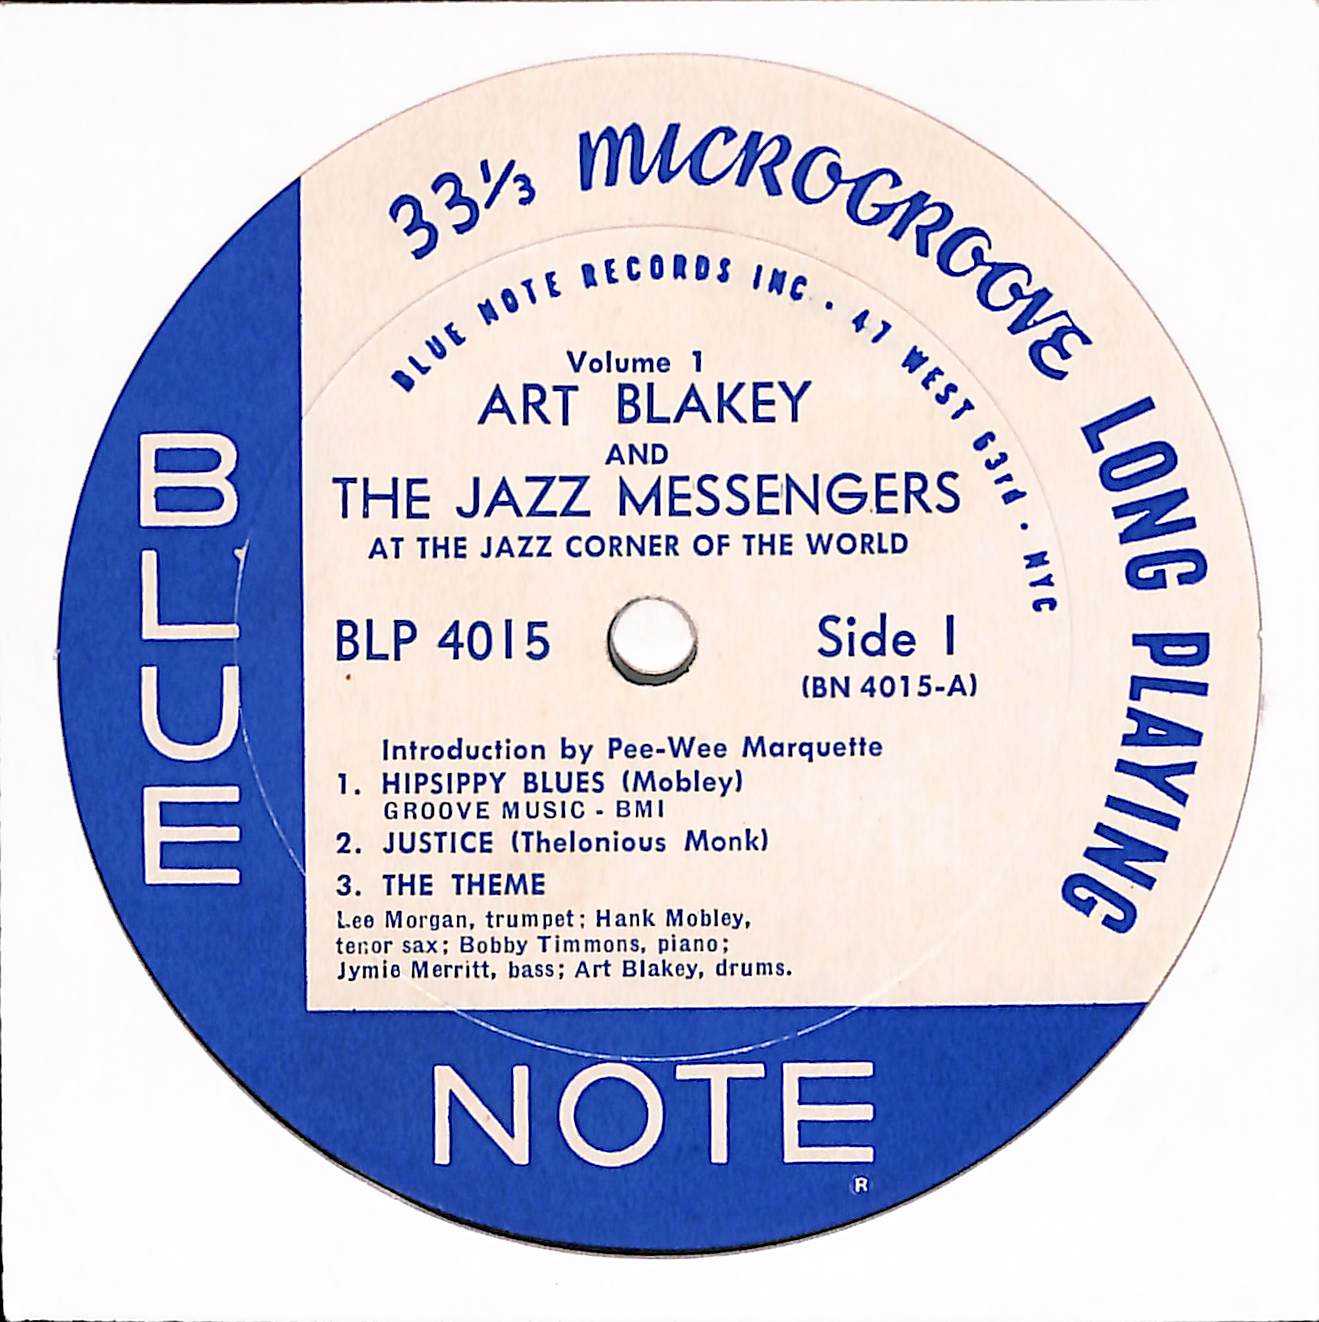 33⅓ MICROGROOVE LONG PLAYING
BLUE NOTE RECORDS INC · 47 WEST 63rd · NYC
Volume 1
ART BLAKEY
AND
THE JAZZ MESSENGERS
AT THE JAZZ CORNER OF THE WORLD
BLP 4015
Side 1
(BN 4015-A)
Introduction by Pee-Wee Marquette
1. HIPSIPPY BLUES (Mobley)
GROOVE MUSIC - BMI
2. JUSTICE (Thelonious Monk)
3. THE THEME
Lee Morgan, trumpet; Hank Mobley,
tenor sax; Bobby Timmons, piano;
Jymie Merritt, bass; Art Blakey, drums.
BLUE
NOTE
®